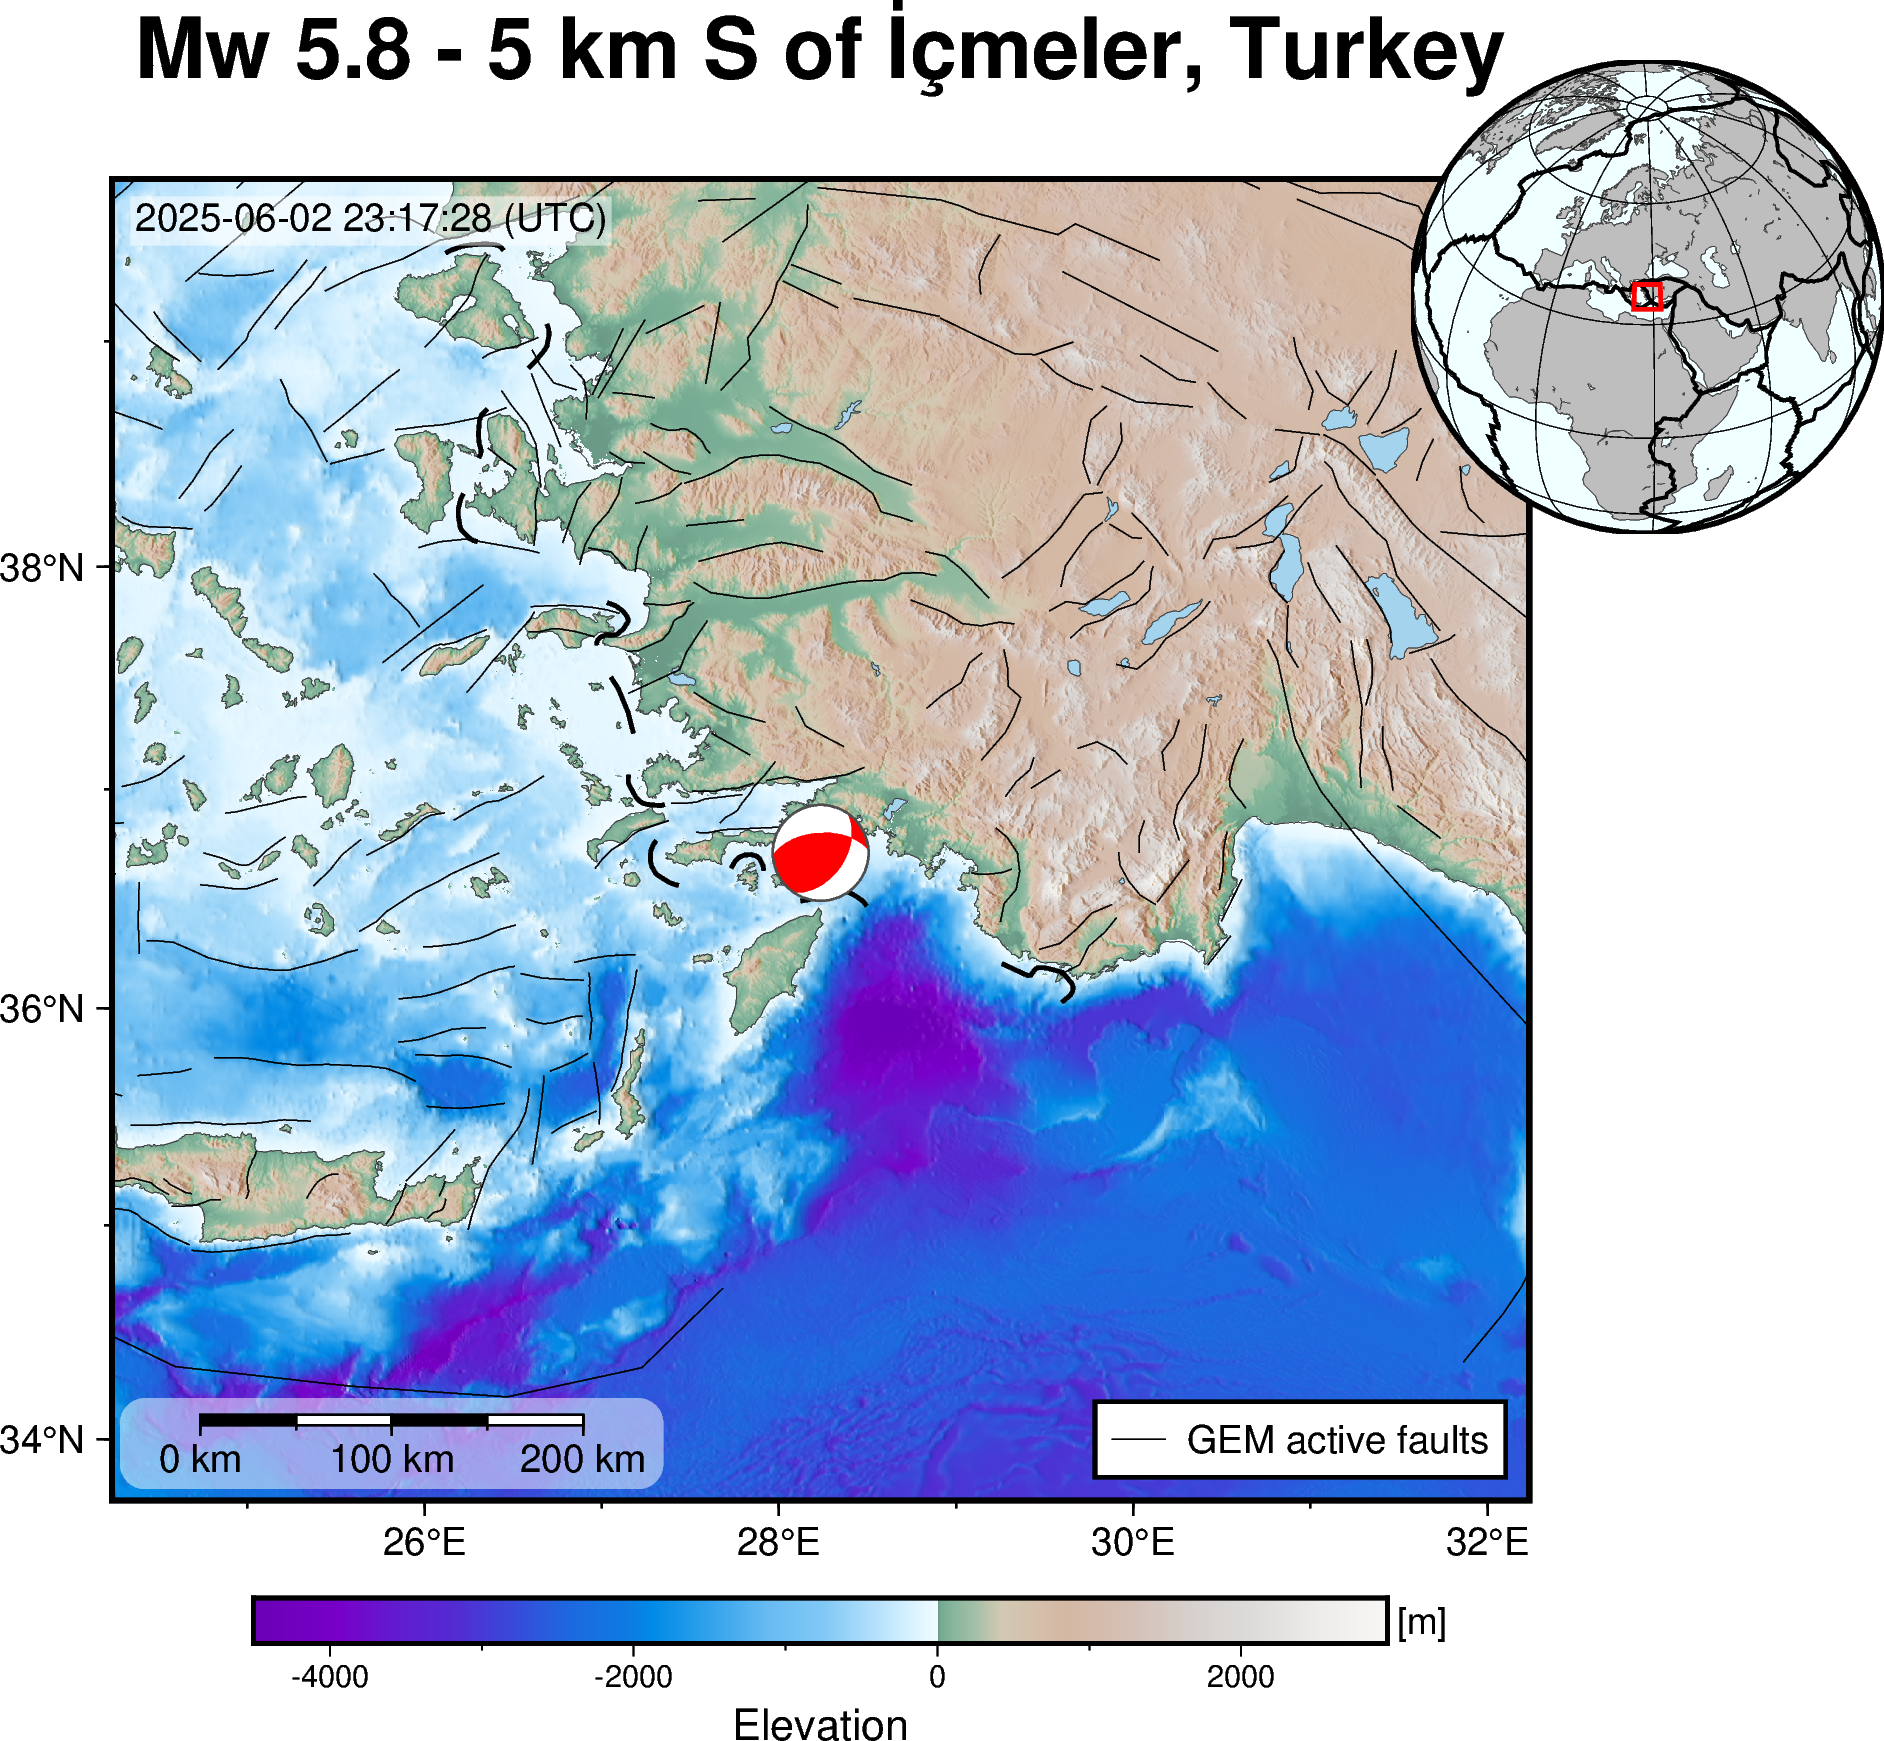 Mw 5.8 - 5 km S of İçmeler, Turkey
2025-06-02 23:17:28 (UTC)
38°N
36°N
34°N
0 km 100 km 200 km
GEM active faults
26°E 28°E 30°E 32°E
[m]
-4000 -2000 0 2000
Elevation